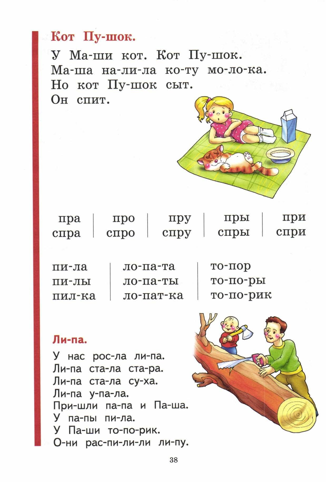 Кот Пу-шок.
У Ма-ши кот. Кот Пу-шок.
Ма-ша на-ли-ла ко-ту мо-ло-ка.
Но кот Пу-шок сыт.
Он спит.
пра про пру пры при
спра спро спру спры спри
пи-ла ло-па-та то-пор
пи-лы ло-па-ты то-по-ры
пил-ка ло-пат-ка то-по-рик
Ли-па.
У нас рос-ла ли-па.
Ли-па ста-ла ста-ра.
Ли-па ста-ла су-ха.
Ли-па у-па-ла.
При-шли па-па и Па-ша.
У па-пы пи-ла.
У Па-ши то-по-рик.
О-ни рас-пи-ли-ли ли-пу.
38